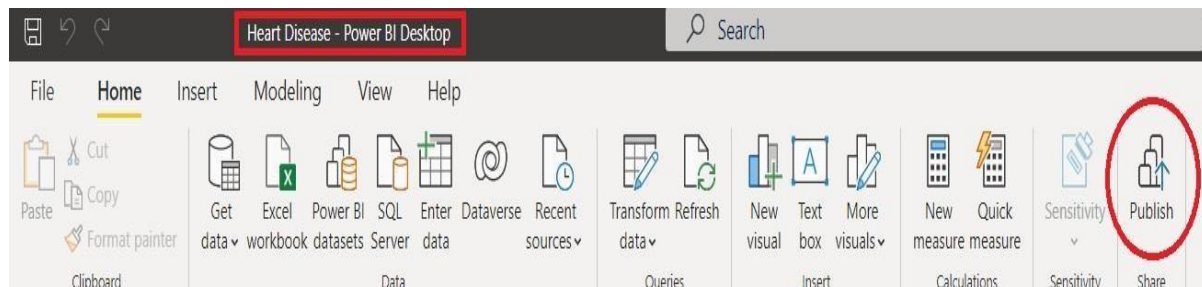 Heart Disease - Power BI Desktop
Search
File Home Insert Modeling View Help
Paste
Cut
Copy
Format painter
Clipboard
Get data
Excel workbook
Power BI datasets
SQL Server
Enter data
Dataverse
Recent sources
Data
Transform data
Refresh
Queries
New visual
Text box
More visuals
Insert
New measure
Quick measure
Calculations
Sensitivity
Sensitivity
Publish
Share